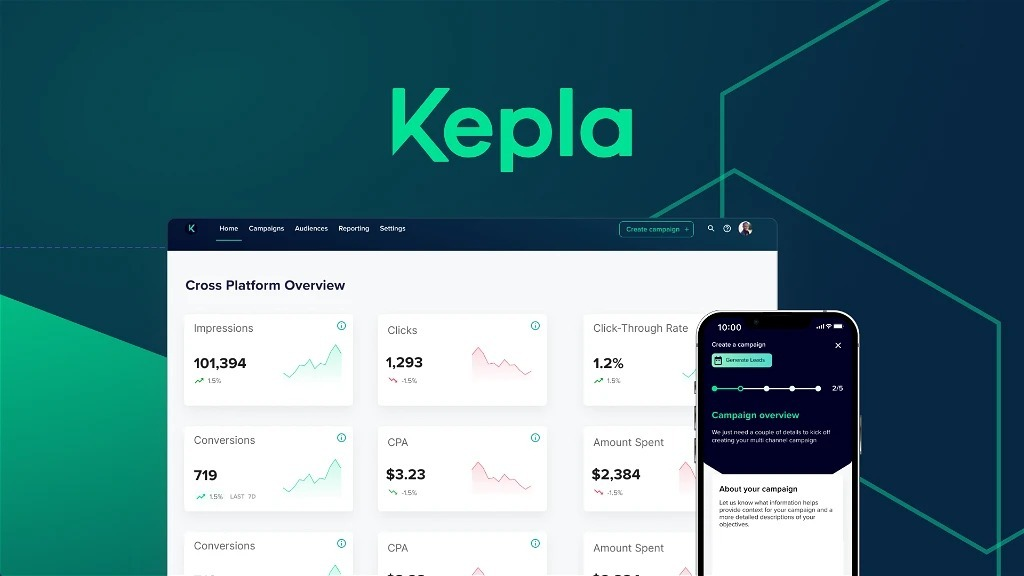 Kepla
K
Home Campaigns Audiences Reporting Settings
Create campaign +
Cross Platform Overview
Impressions
101,394
1.5%
Clicks
1,293
-1.5%
Click-Through Rate
1.2%
1.5%
Conversions
719
1.5% LAST 7D
CPA
$3.23
-1.5%
Amount Spent
$2,384
-1.5%
Conversions
CPA
Amount Spent
10:00
Create a campaign
Generate Leads
2/5
Campaign overview
We just need a couple of details to kick off
creating your multi channel campaign
About your campaign
Let us know what information helps
provide context for your campaign and a
more detailed descriptions of your
objectives.